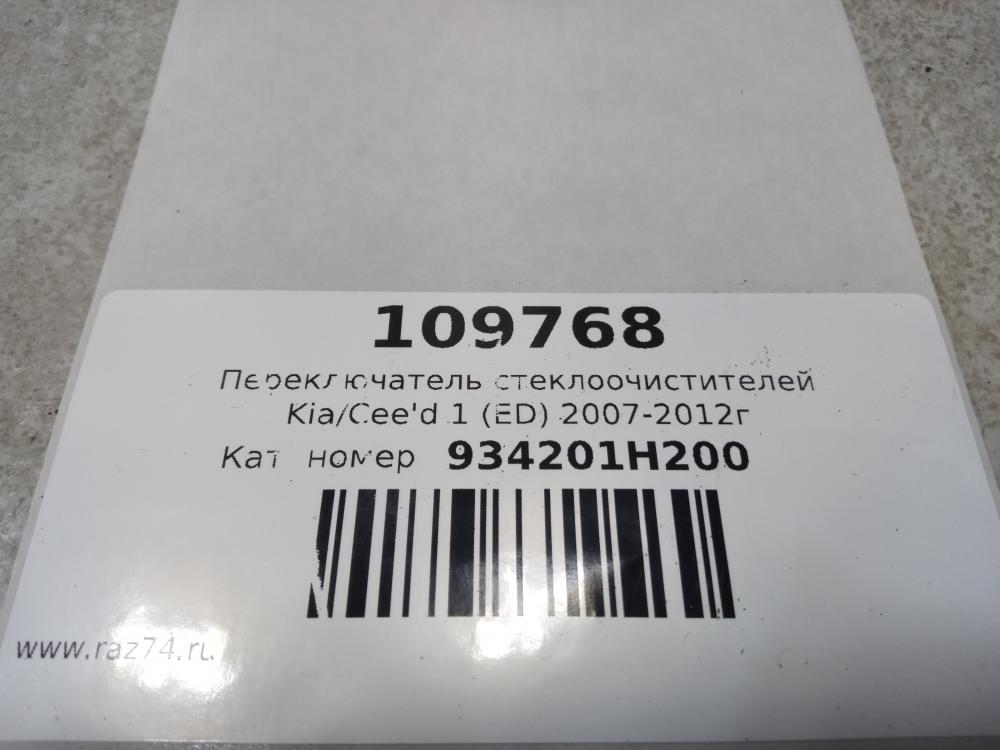 109768
Переключатель стеклоочистителей
Kia/Cee'd 1 (ED) 2007-2012г
Кат номер 934201H200
www.raz74.ru